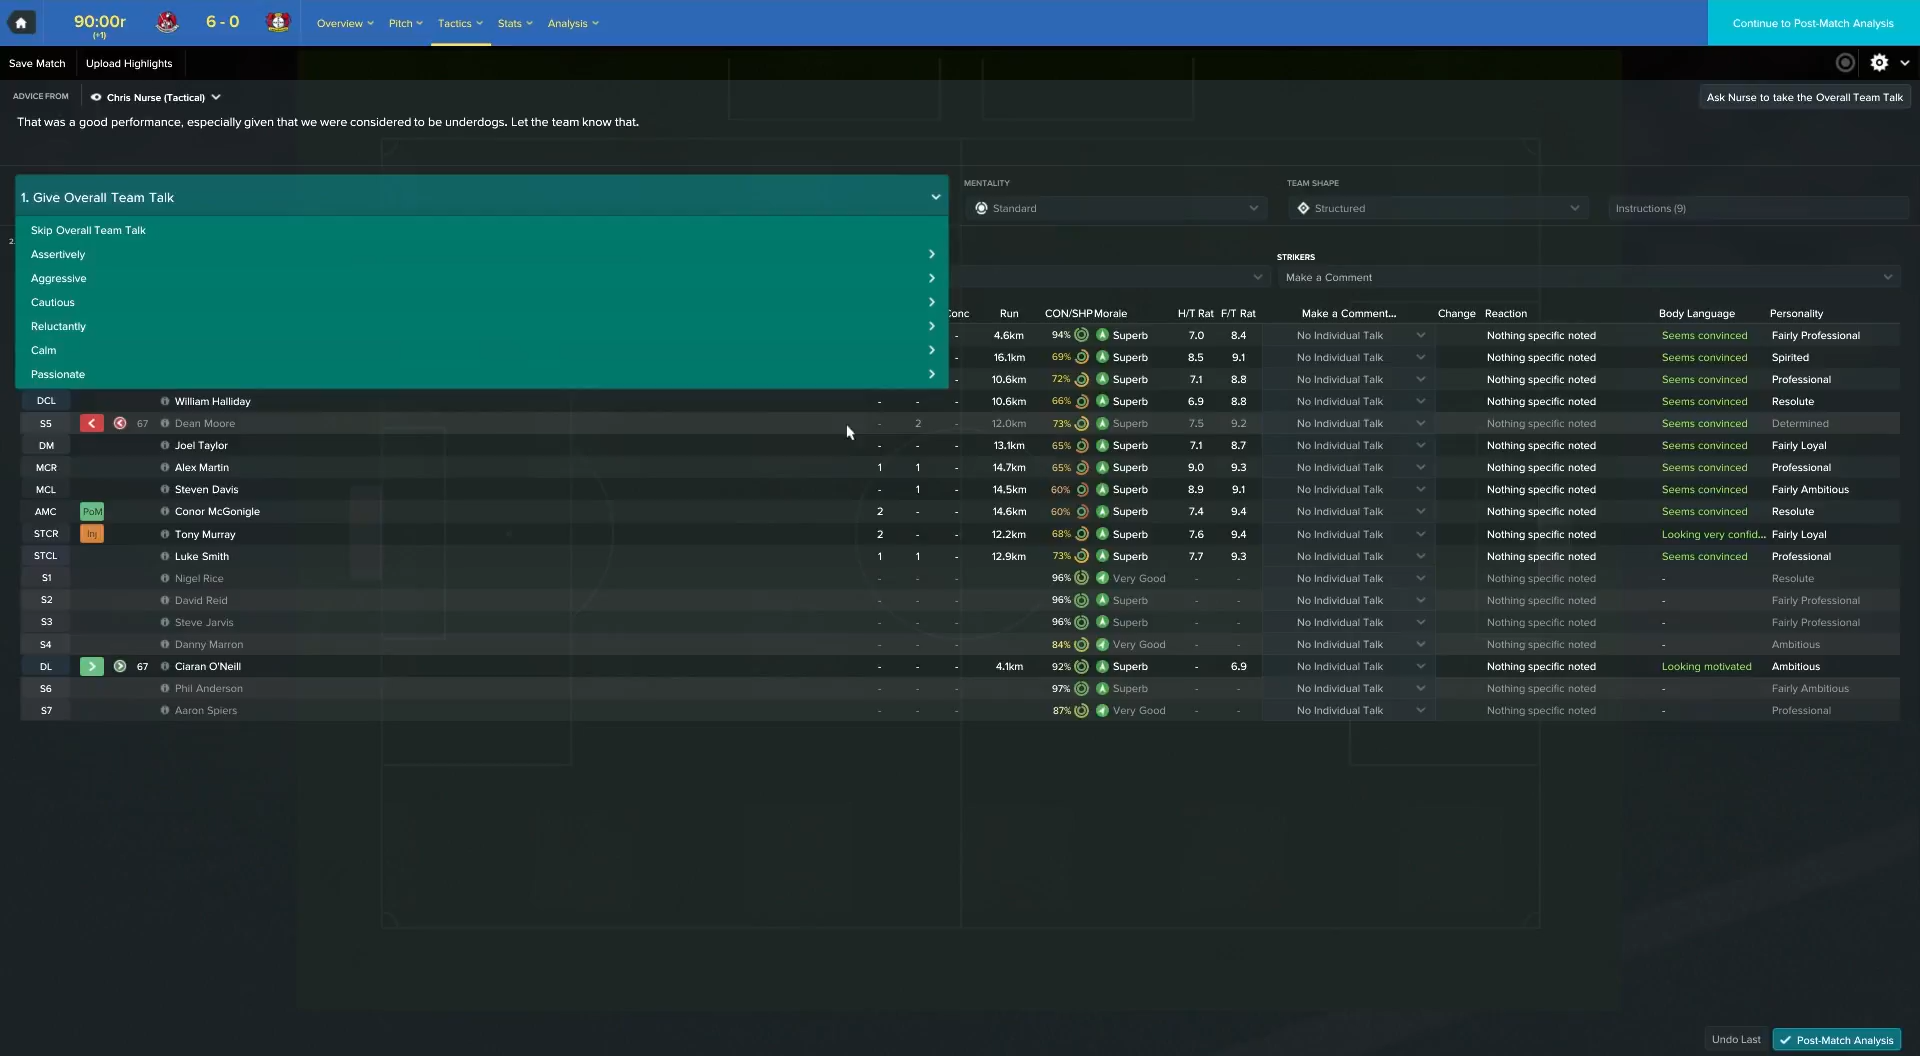 90:00r
(+1)
6 - 0
Overview Pitch Tactics Stats Analysis
Continue to Post-Match Analysis
Save Match Upload Highlights
ADVICE FROM Chris Nurse (Tactical)
Ask Nurse to take the Overall Team Talk
That was a good performance, especially given that we were considered to be underdogs. Let the team know that.
1. Give Overall Team Talk
MENTALITY
Standard
TEAM SHAPE
Structured
Instructions (9)
Skip Overall Team Talk
2.
Assertively
Aggressive
Cautious
Reluctantly
Calm
Passionate
STRIKERS
Make a Comment
Run CON/SHP Morale H/T Rat F/T Rat Make a Comment... Change Reaction Body Language Personality
- 4.6km 94% Superb 7.0 8.4 No Individual Talk Nothing specific noted Seems convinced Fairly Professional
- 16.1km 69% Superb 8.5 9.1 No Individual Talk Nothing specific noted Seems convinced Spirited
- 10.6km 72% Superb 7.1 8.8 No Individual Talk Nothing specific noted Seems convinced Professional
DCL William Halliday - - - 10.6km 66% Superb 6.9 8.8 No Individual Talk Nothing specific noted Seems convinced Resolute
S5 67 Dean Moore - 2 - 12.0km 73% Superb 7.5 9.2 No Individual Talk Nothing specific noted Seems convinced Determined
DM Joel Taylor - - - 13.1km 65% Superb 7.1 8.7 No Individual Talk Nothing specific noted Seems convinced Fairly Loyal
MCR Alex Martin 1 1 - 14.7km 65% Superb 9.0 9.3 No Individual Talk Nothing specific noted Seems convinced Professional
MCL Steven Davis - 1 - 14.5km 60% Superb 8.9 9.1 No Individual Talk Nothing specific noted Seems convinced Fairly Ambitious
AMC PoM Conor McGonigle 2 - - 14.6km 60% Superb 7.4 9.4 No Individual Talk Nothing specific noted Seems convinced Resolute
STCR Inj Tony Murray 2 - - 12.2km 68% Superb 7.6 9.4 No Individual Talk Nothing specific noted Looking very confid... Fairly Loyal
STCL Luke Smith 1 1 - 12.9km 73% Superb 7.7 9.3 No Individual Talk Nothing specific noted Seems convinced Professional
S1 Nigel Rice - - - 96% Very Good - - No Individual Talk Nothing specific noted - Resolute
S2 David Reid - - - 96% Superb - - No Individual Talk Nothing specific noted - Fairly Professional
S3 Steve Jarvis - - - 96% Superb - - No Individual Talk Nothing specific noted - Fairly Professional
S4 Danny Marron - - - 84% Very Good - - No Individual Talk Nothing specific noted - Ambitious
DL 67 Ciaran O'Neill - - - 4.1km 92% Superb - 6.9 No Individual Talk Nothing specific noted Looking motivated Ambitious
S6 Phil Anderson - - - 97% Superb - - No Individual Talk Nothing specific noted - Fairly Ambitious
S7 Aaron Spiers - - - 87% Very Good - - No Individual Talk Nothing specific noted - Professional
Undo Last Post-Match Analysis